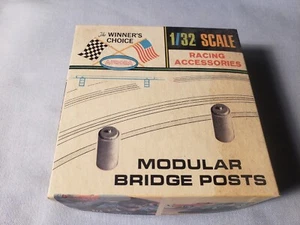 The WINNER'S
CHOICE
1/32 SCALE
RACING
ACCESSORIES
MODULAR
BRIDGE POSTS